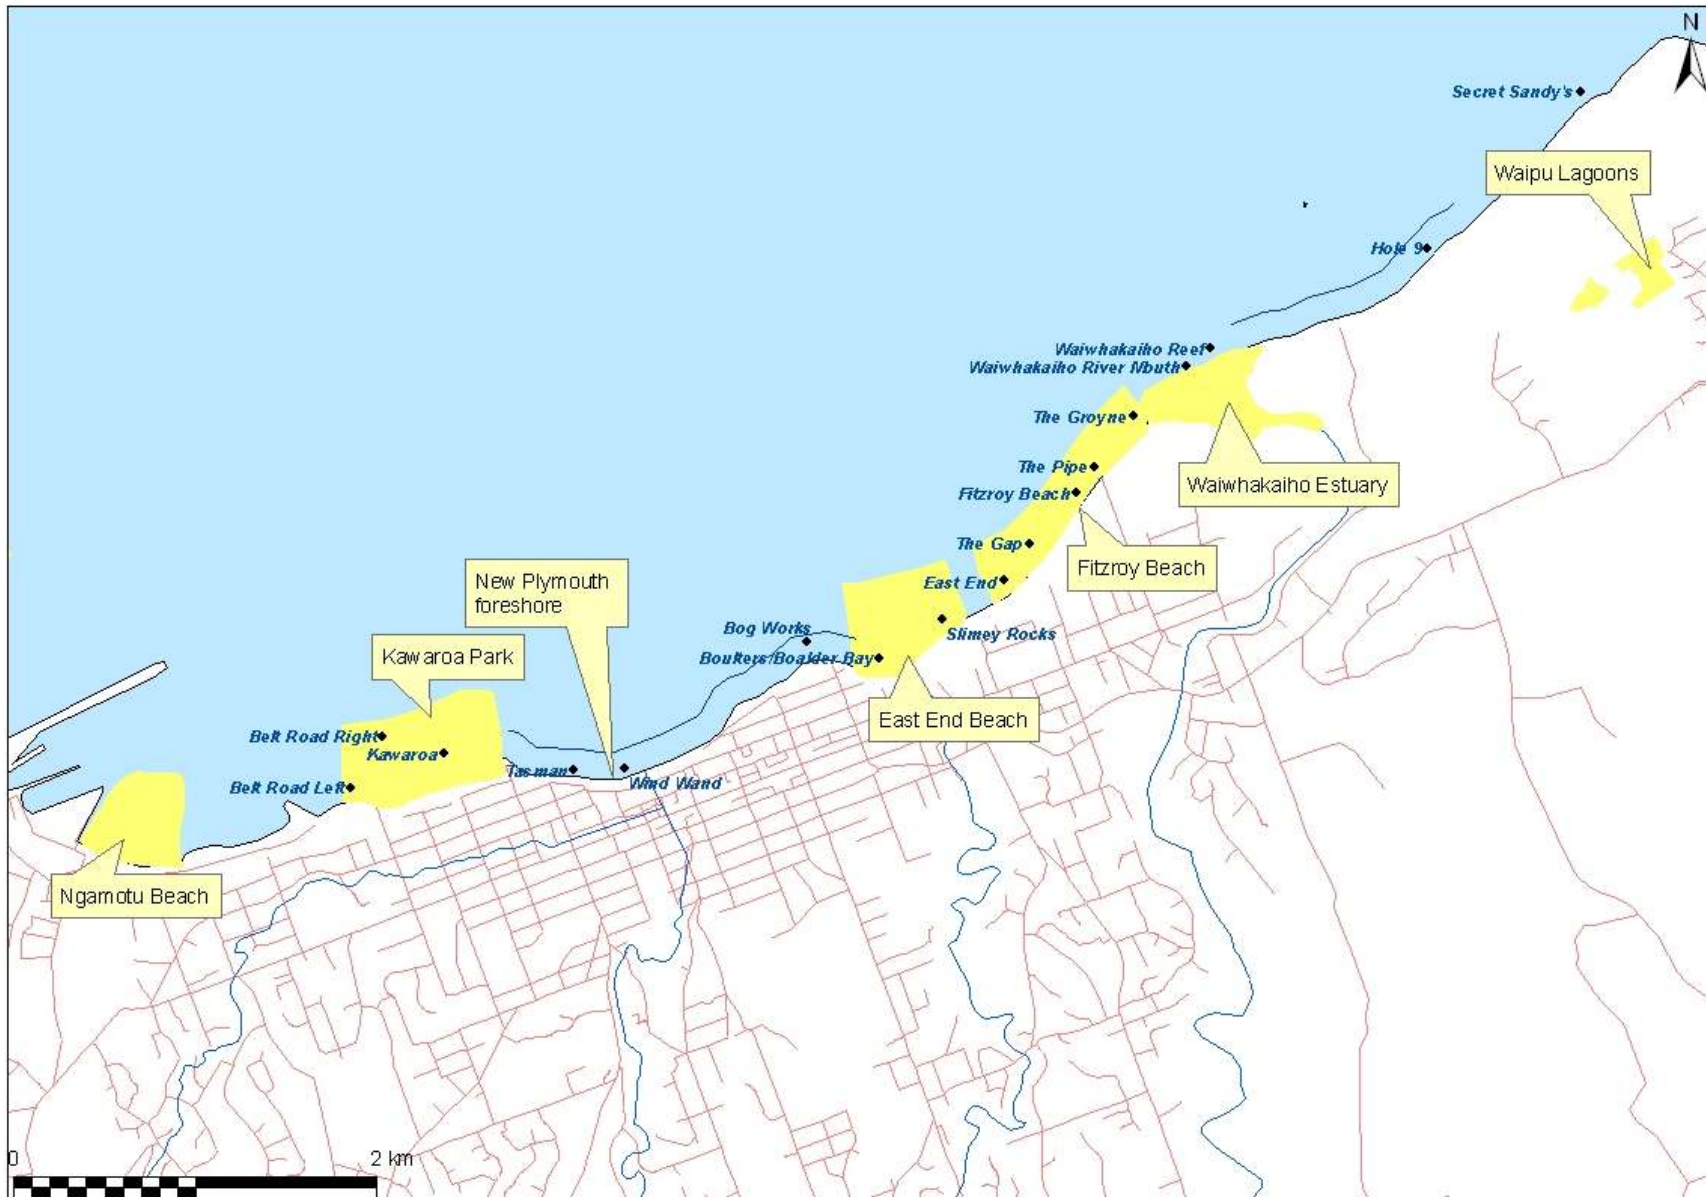 N
Secret Sandy's
Waipu Lagoons
Hole 9
Waiwhakaiho Reef
Waiwhakaiho River Mouth
The Groyne
The Pipe
Waiwhakaiho Estuary
Fitzroy Beach
The Gap
Fitzroy Beach
East End
New Plymouth
foreshore
Bog Works
Slimey Rocks
Kawaroa Park
Boulters/Boalder Bay
East End Beach
Belt Road Right
Kawaroa
Tasman
Wind Wand
Belt Road Left
Ngamotu Beach
0 2 km